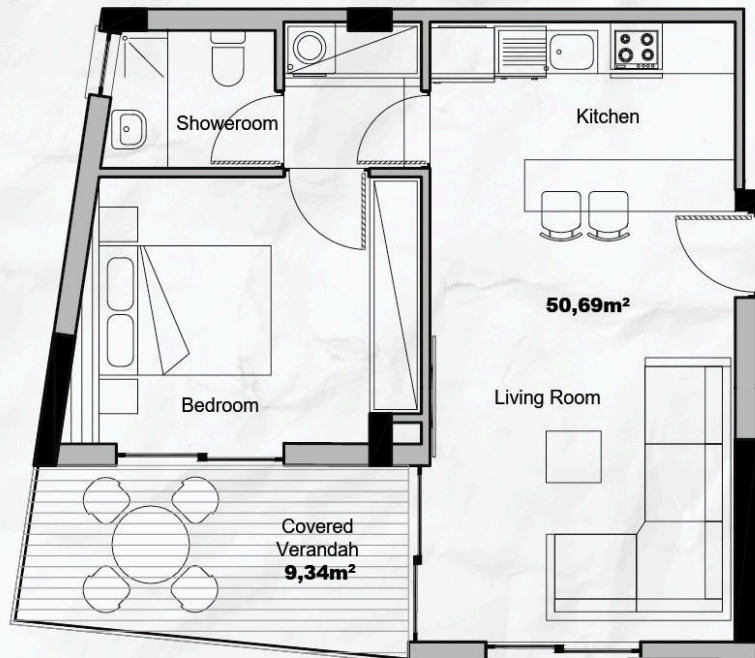 Showeroom
Kitchen
50,69m²
Bedroom
Living Room
Covered
Verandah
9,34m²